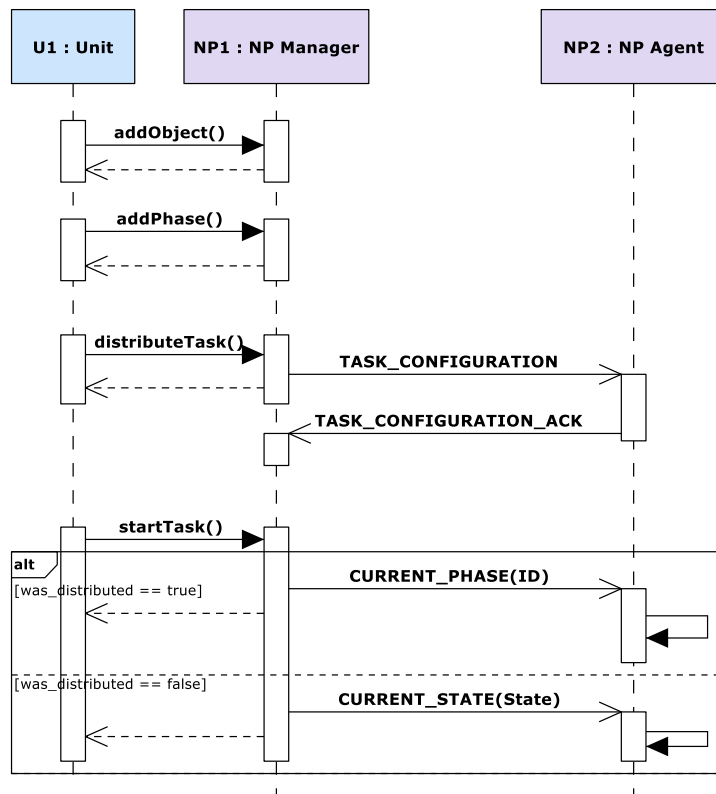 U1 : Unit
NP1 : NP Manager
NP2 : NP Agent
addObject()
addPhase()
distributeTask()
TASK_CONFIGURATION
TASK_CONFIGURATION_ACK
startTask()
alt
CURRENT_PHASE(ID)
[was_distributed == true]
[was_distributed == false]
CURRENT_STATE(State)